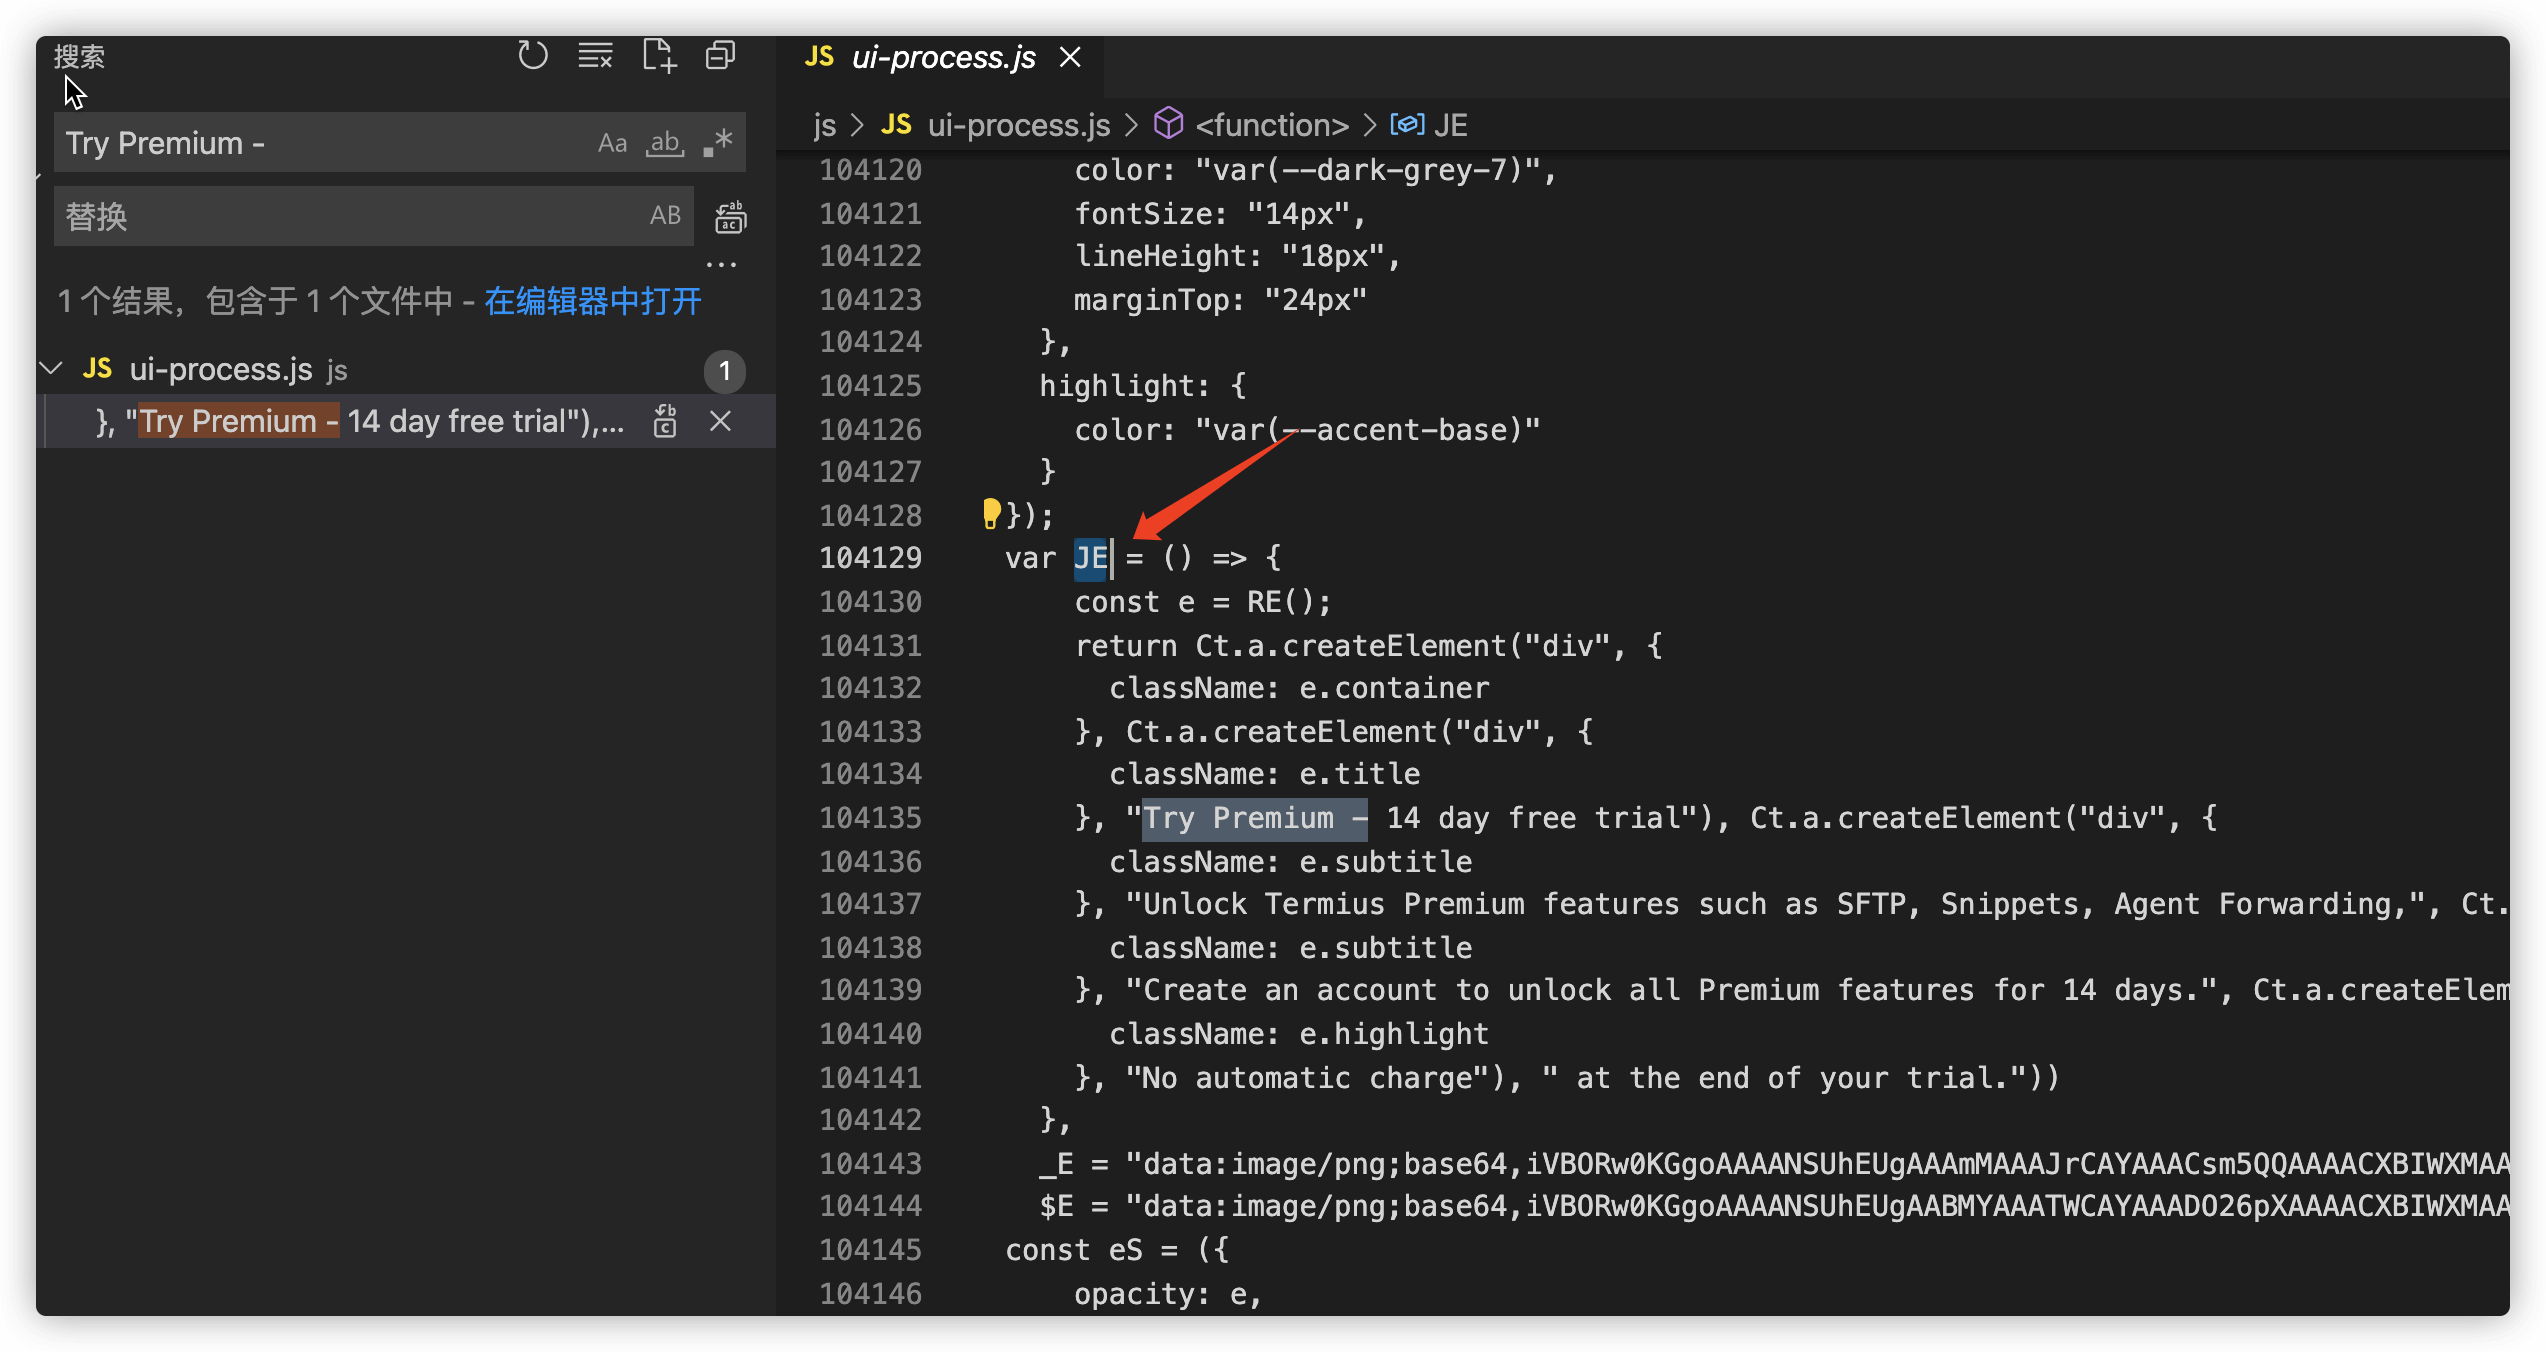 搜索
Try Premium -
Aa ab .*
替换
AB
...
1 个结果，包含于 1 个文件中 - 在编辑器中打开
JS ui-process.js js 1
}, "Try Premium - 14 day free trial"),...
JS ui-process.js
js > JS ui-process.js > <function> > JE
104120 color: "var(--dark-grey-7)",
104121 fontSize: "14px",
104122 lineHeight: "18px",
104123 marginTop: "24px"
104124 },
104125 highlight: {
104126 color: "var(--accent-base)"
104127 }
104128 });
104129 var JE = () => {
104130 const e = RE();
104131 return Ct.a.createElement("div", {
104132 className: e.container
104133 }, Ct.a.createElement("div", {
104134 className: e.title
104135 }, "Try Premium - 14 day free trial"), Ct.a.createElement("div", {
104136 className: e.subtitle
104137 }, "Unlock Termius Premium features such as SFTP, Snippets, Agent Forwarding,", Ct.
104138 className: e.subtitle
104139 }, "Create an account to unlock all Premium features for 14 days.", Ct.a.createElem
104140 className: e.highlight
104141 }, "No automatic charge"), " at the end of your trial."))
104142 },
104143 _E = "data:image/png;base64,iVBORw0KGgoAAAANSUhEUgAAAmMAAAJrCAYAAACsm5QQAAAACXBIWXMAA
104144 $E = "data:image/png;base64,iVBORw0KGgoAAAANSUhEUgAABMYAAATWCAYAAADO26pXAAAACXBIWXMAA
104145 const eS = ({
104146 opacity: e,